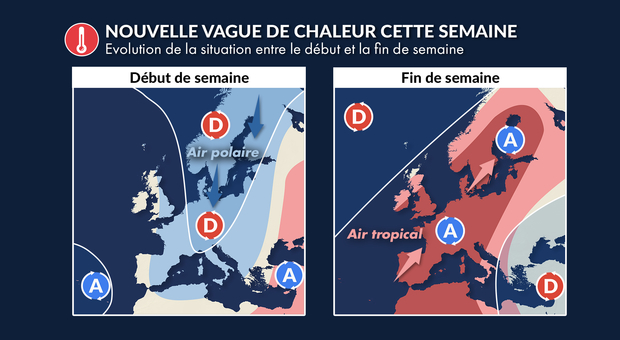 NOUVELLE VAGUE DE CHALEUR CETTE SEMAINE
Evolution de la situation entre le début et la fin de semaine
Début de semaine
D
Air polaire
D
A
A
Fin de semaine
D
A
Air tropical
A
D